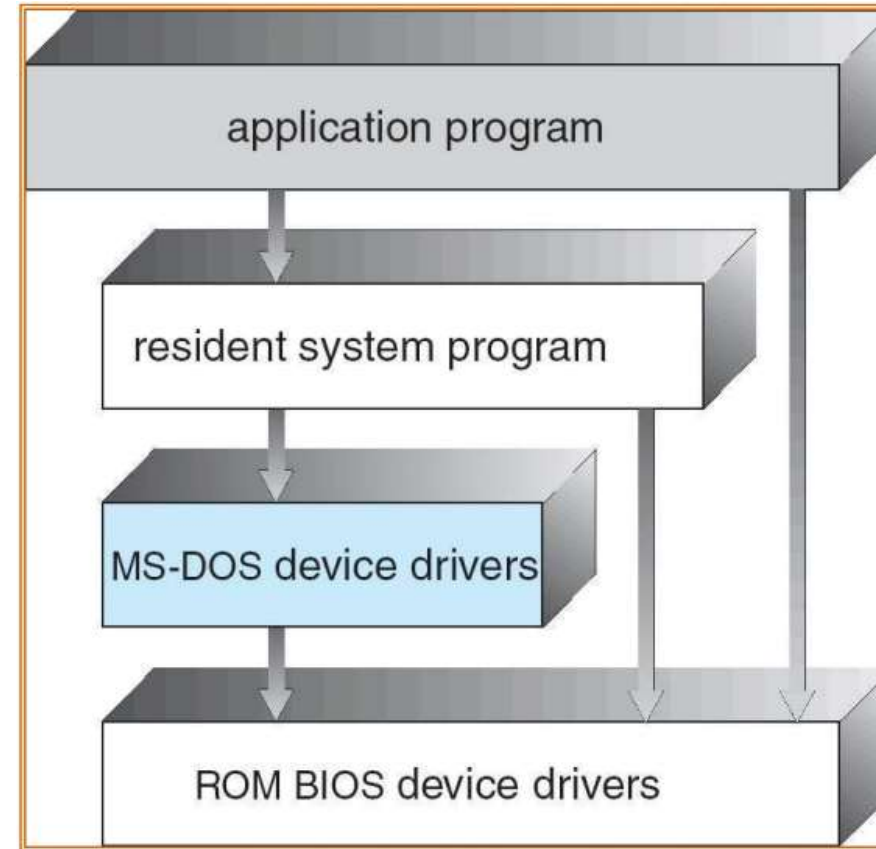 application program
resident system program
MS-DOS device drivers
ROM BIOS device drivers